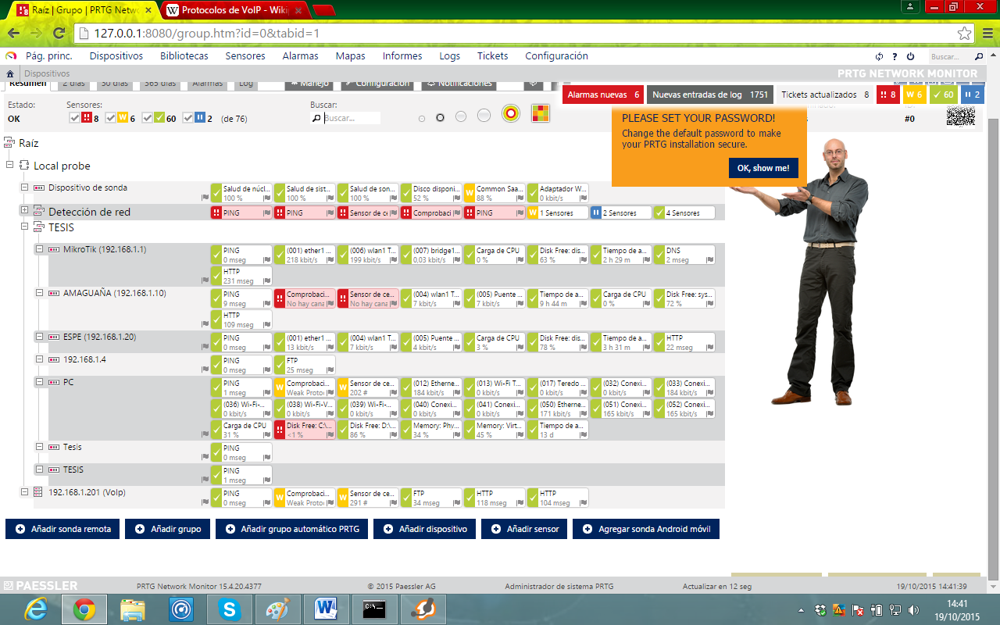 Raíz | Grupo | PRTG Netwo
Protocolos de VoIP - Wikip
127.0.0.1:8080/group.htm?id=0&tabid=1
Pág. princ. Dispositivos Bibliotecas Sensores Alarmas Mapas Informes Logs Tickets Configuración Buscar...
Dispositivos PRTG NETWORK MONITOR
Resumen 2 días 30 días 365 días Alarmas Log Manejo Configuración Notificaciones
Alarmas nuevas 6 Nuevas entradas de log 1751 Tickets actualizados 8 8 W 6 60 2
Estado: Sensores: Buscar:
OK 8 W 6 60 2 (de 76) Buscar... #0
PLEASE SET YOUR PASSWORD!
Change the default password to make
your PRTG installation secure.
OK, show me!
Raíz
Local probe
Dispositivo de sonda
Salud de núcl... Salud de sist... Salud de son... Disco disponi... W Common Saa... Adaptador W...
100 % 100 % 100 % 52 % 88 % 0 kbit/s
Detección de red PING PING Sensor de ce Comprobaci PING W 1 Sensores 2 Sensores 4 Sensores
TESIS
MikroTik (192.168.1.1)
PING (001) ether1 ... (006) wlan1 T... (007) bridge1... Carga de CPU Disk Free: dis... Tiempo de a... DNS
0 mseg 218 kbit/s 199 kbit/s 0,03 kbit/s 0 % 63 % 2 h 29 m 2 mseg
HTTP
231 mseg
AMAGUAÑA (192.168.1.10)
PING Comprobaci... Sensor de ce... (004) wlan1 T... (005) Puente ... Tiempo de a... Carga de CPU Disk Free: sys...
9 mseg No hay cana No hay cana 7 kbit/s 7 kbit/s 9 h 44 m 0 % 72 %
HTTP
109 mseg
ESPE (192.168.1.20)
PING (001) ether1 ... (004) wlan1 T... (005) Puente ... Carga de CPU Disk Free: dis... Tiempo de a... HTTP
0 mseg 13 kbit/s 7 kbit/s 4 kbit/s 3 % 78 % 3 h 31 m 22 mseg
192.168.1.4
PING FTP
0 mseg 25 mseg
PC
PING W Comprobaci... W Sensor de ce... (012) Etherne... (013) Wi-Fi T... (017) Teredo ... (032) Conexi... (033) Conexi...
1 mseg Weak Protoc 202 # 184 kbit/s 0 kbit/s 0 kbit/s 0 kbit/s 184 kbit/s
(036) Wi-Fi-... (038) Wi-Fi-V... (039) Wi-Fi-... (040) Conexi... (041) Conexi... (050) Etherne... (051) Conexi... (052) Conexi...
0 kbit/s 0 kbit/s 0 kbit/s 0 kbit/s 0 kbit/s 171 kbit/s 165 kbit/s 165 kbit/s
Carga de CPU Disk Free: C:\... Disk Free: D:\... Memory: Phy... Memory: Virt... Tiempo de a...
31 % <1 % 86 % 34 % 45 % 13 d
Tesis
PING
0 mseg
TESIS
PING
1 mseg
192.168.1.201 (VoIp)
PING W Comprobaci... W Sensor de ce... FTP HTTP HTTP
0 mseg Weak Protoc 291 # 34 mseg 118 mseg 104 mseg
Añadir sonda remota Añadir grupo Añadir grupo automático PRTG Añadir dispositivo Añadir sensor Agregar sonda Android móvil
PAESSLER PRTG Network Monitor 15.4.20.4377 © 2015 Paessler AG Administrador de sistema PRTG Actualizar en 12 seg 19/10/2015 14:41:39
14:41
19/10/2015